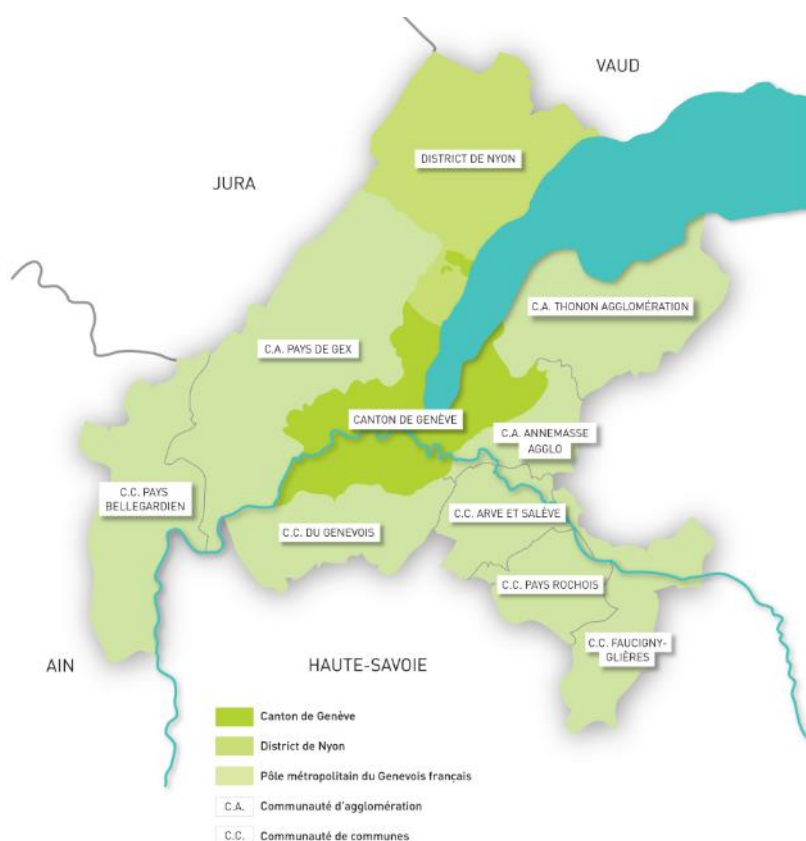 VAUD
DISTRICT DE NYON
JURA
C.A. THONON AGGLOMÉRATION
C.A. PAYS DE GEX
CANTON DE GENÈVE
C.A. ANNEMASSE
AGGLO
C.C. PAYS
BELLEGARDIEN
C.C. ARVE ET SALÈVE
C.C. DU GENEVOIS
C.C. PAYS ROCHOIS
C.C. FAUCIGNY-
GLIÈRES
AIN
HAUTE-SAVOIE
Canton de Genève
District de Nyon
Pôle métropolitain du Genevois français
C.A. Communauté d'agglomération
C.C. Communauté de communes